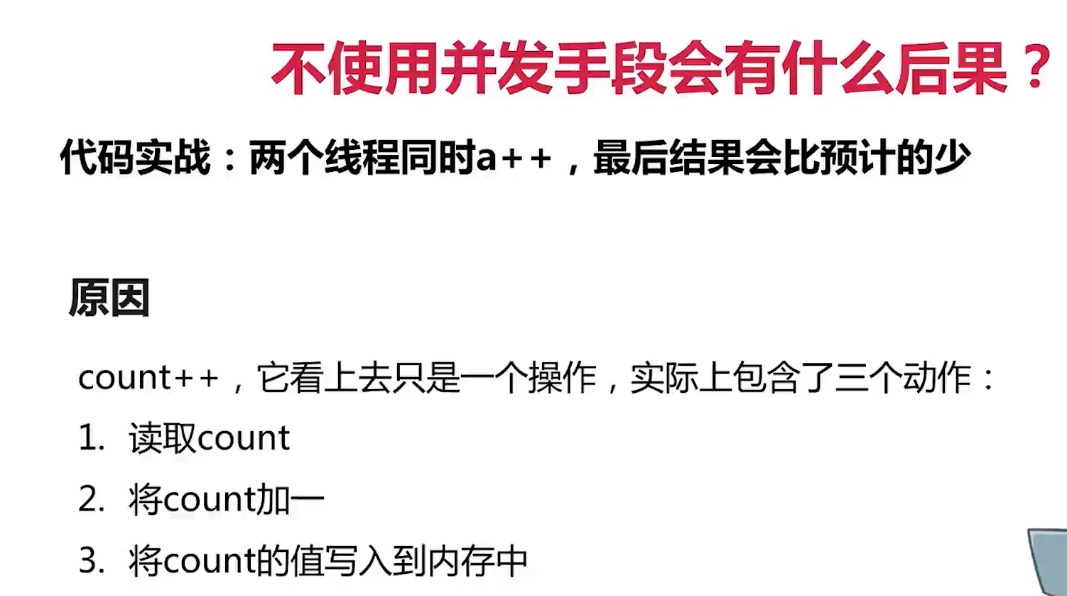 不使用并发手段会有什么后果？
代码实战：两个线程同时a++，最后结果会比预计的少
原因
count++，它看上去只是一个操作，实际上包含了三个动作：
1. 读取count
2. 将count加一
3. 将count的值写入到内存中